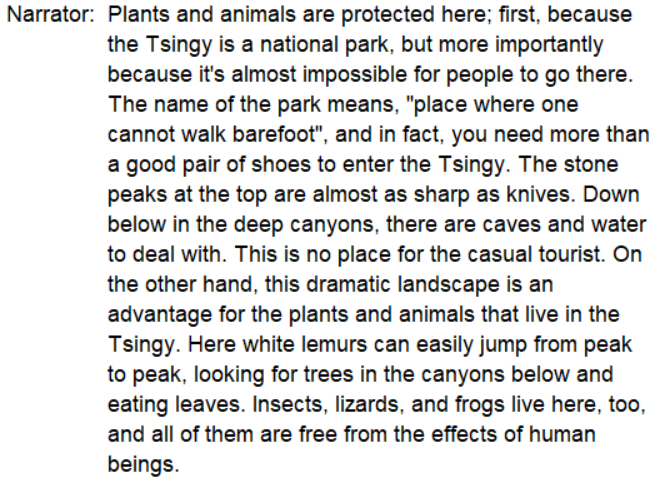 Narrator: Plants and animals are protected here; first, because
the Tsingy is a national park, but more importantly
because it's almost impossible for people to go there.
The name of the park means, "place where one
cannot walk barefoot", and in fact, you need more than
a good pair of shoes to enter the Tsingy. The stone
peaks at the top are almost as sharp as knives. Down
below in the deep canyons, there are caves and water
to deal with. This is no place for the casual tourist. On
the other hand, this dramatic landscape is an
advantage for the plants and animals that live in the
Tsingy. Here white lemurs can easily jump from peak
to peak, looking for trees in the canyons below and
eating leaves. Insects, lizards, and frogs live here, too,
and all of them are free from the effects of human
beings.